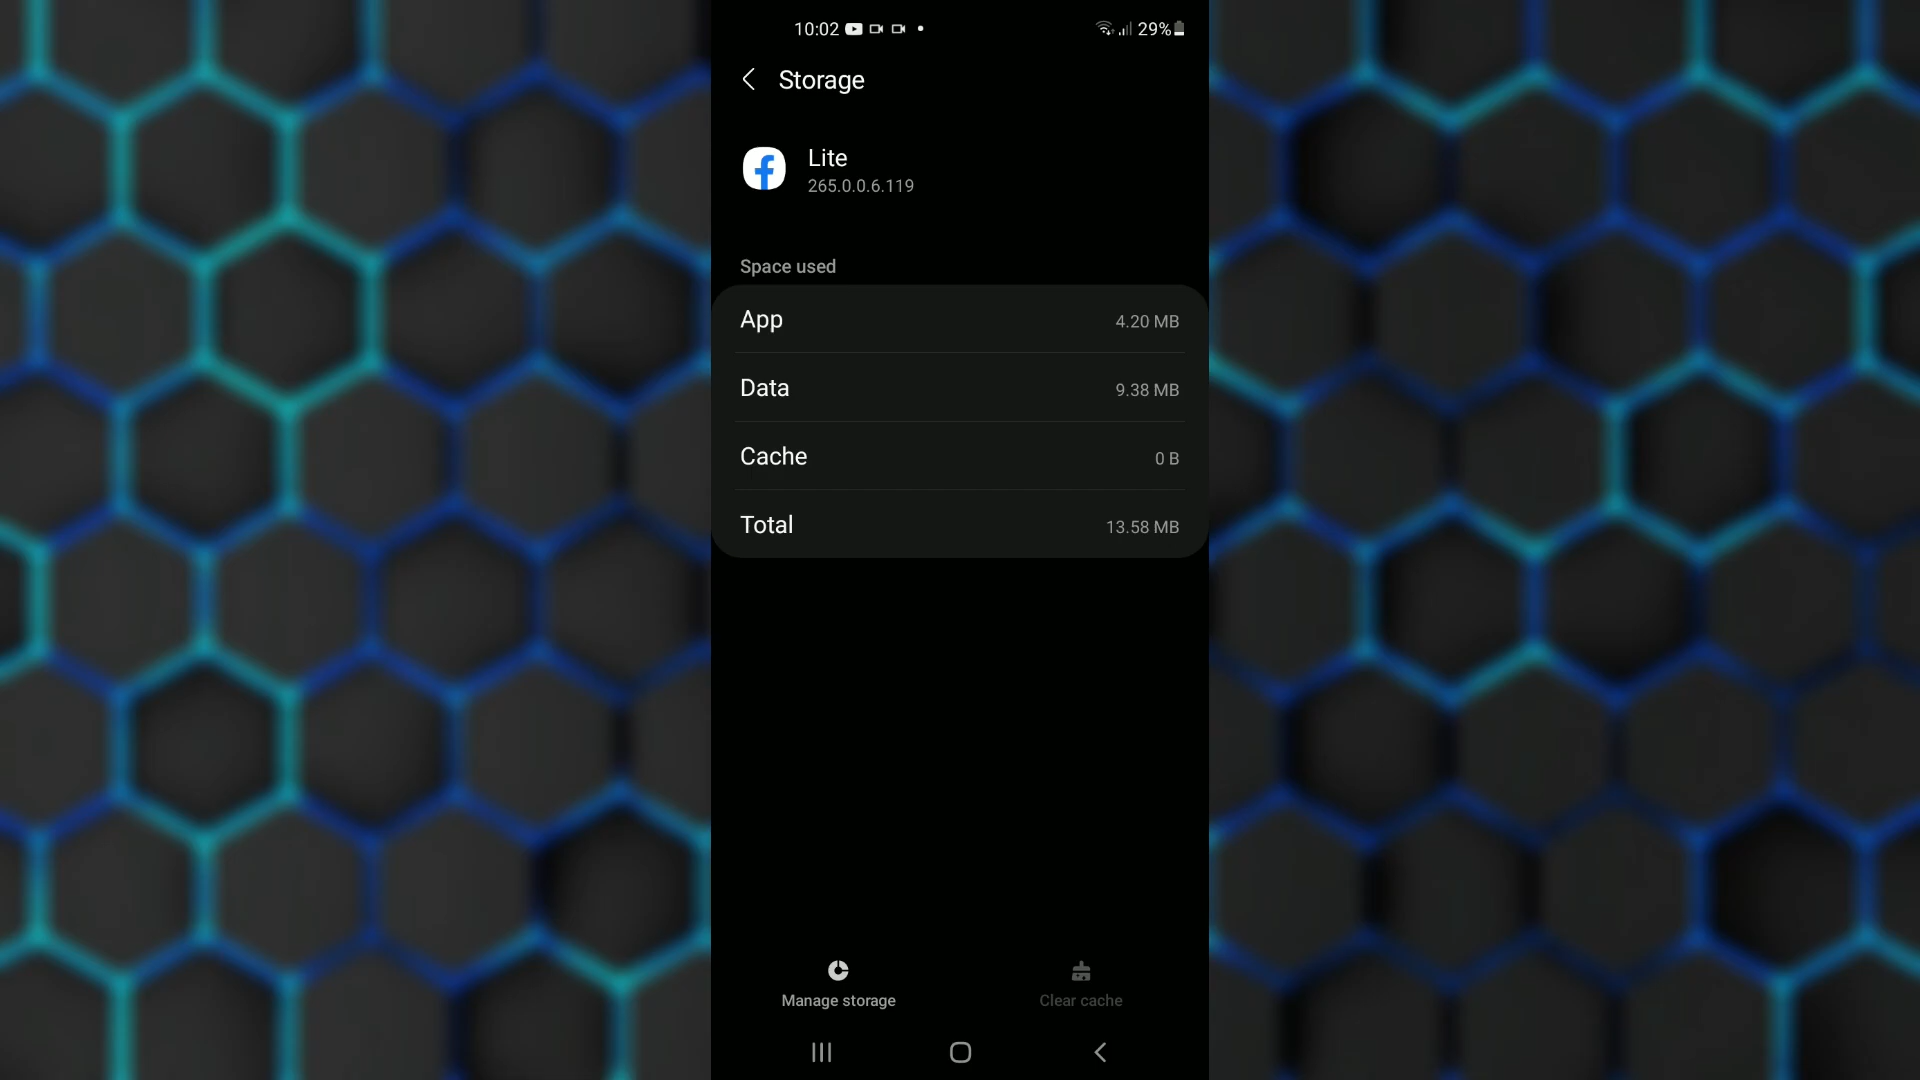 10:02 29%
Storage
Lite
265.0.0.6.119
Space used
App 4.20 MB
Data 9.38 MB
Cache 0 B
Total 13.58 MB
Manage storage Clear cache